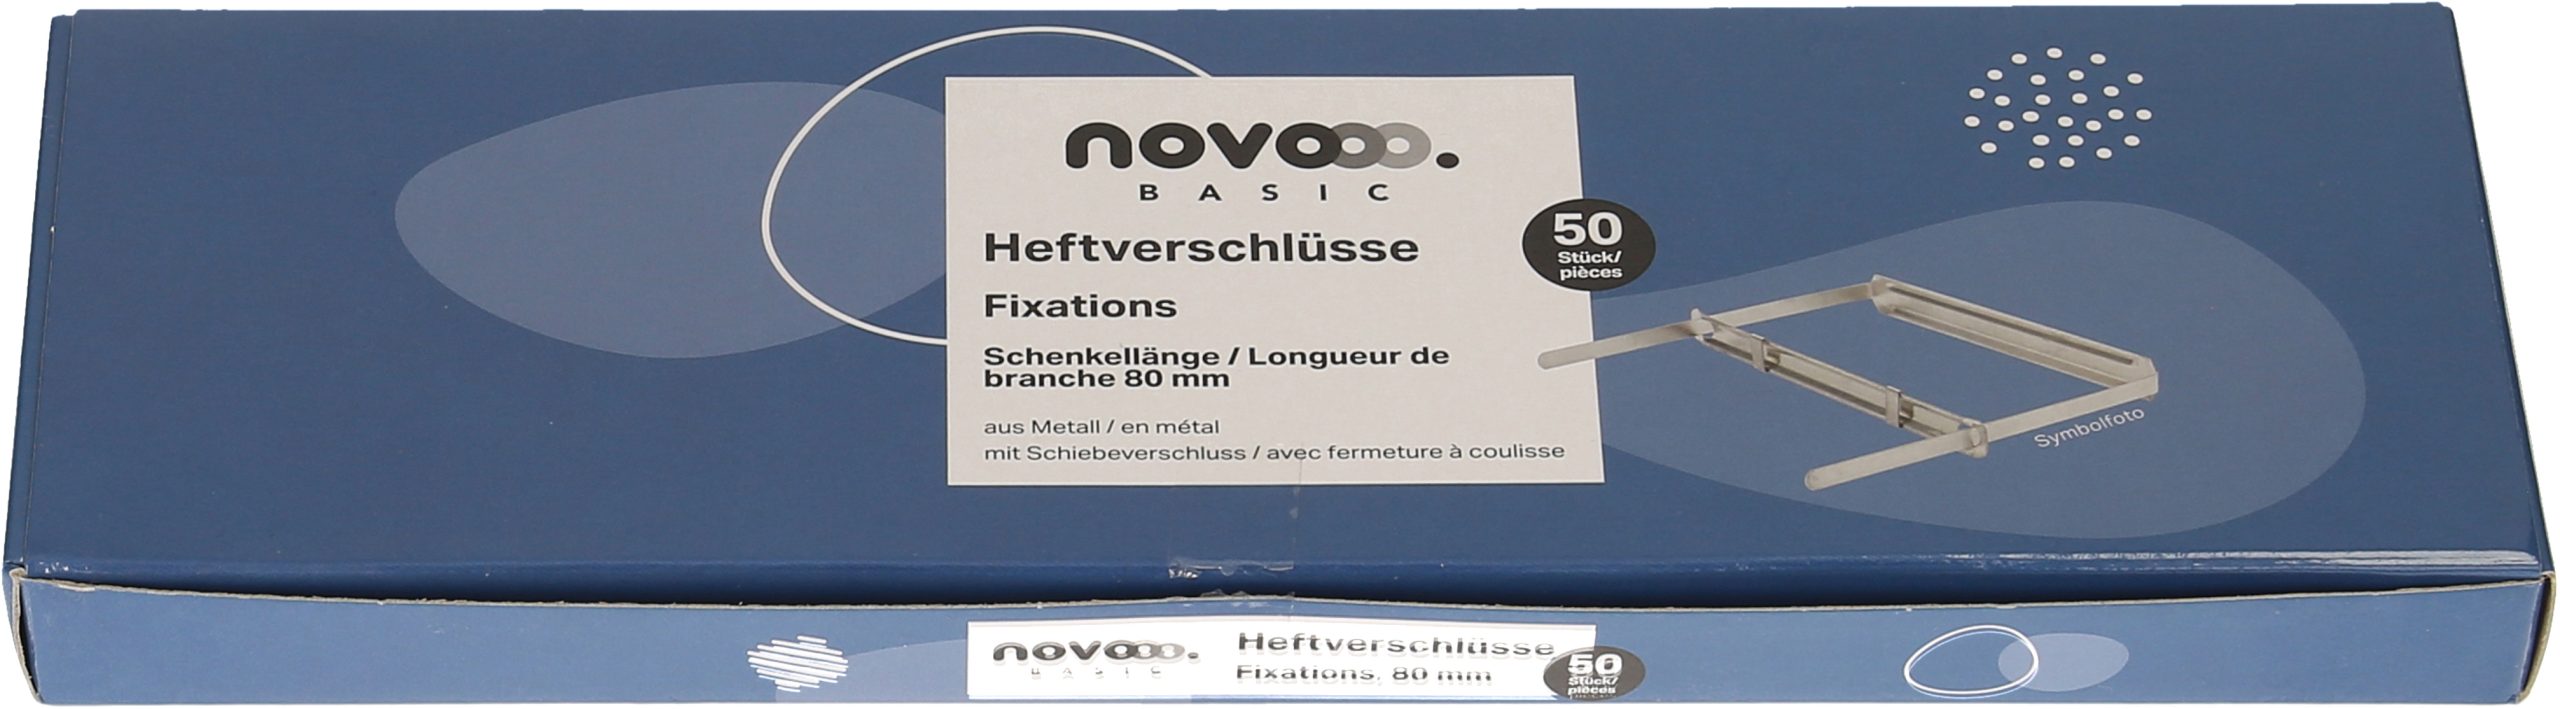 novooo.
BASIC
Heftverschlüsse
Fixations
Schenkellänge / Longueur de
branche 80 mm
aus Metall / en métal
mit Schiebeverschluss / avec fermeture à coulisse
50
Stück/
pièces
Symbolfoto
novooo.
BASIC
Heftverschlüsse
Fixations, 80 mm
50
Stück/
pièces